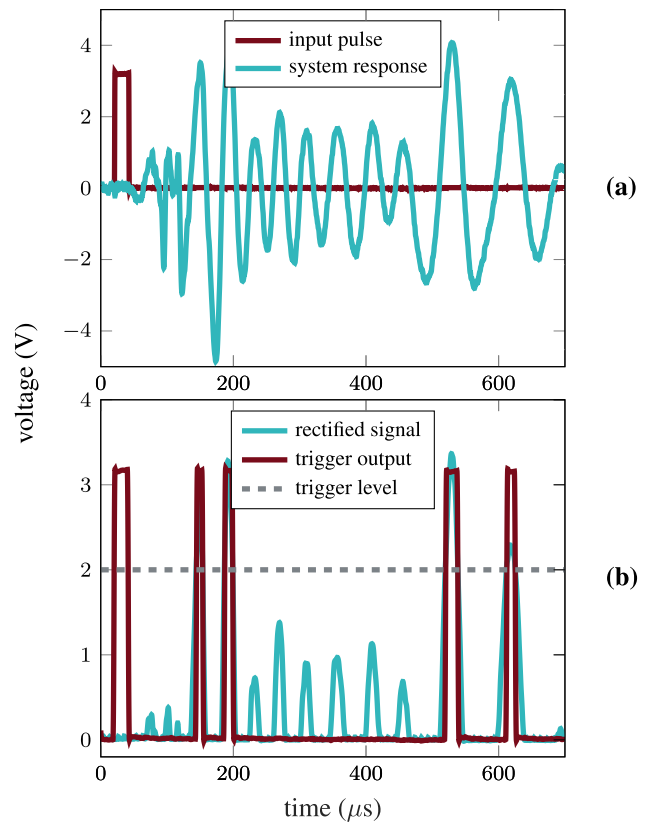 4
2
0
−2
−4
input pulse
system response
(a)
0
200
400
600
voltage (V)
4
3
2
1
0
rectified signal
trigger output
trigger level
(b)
0
200
400
600
time (μs)